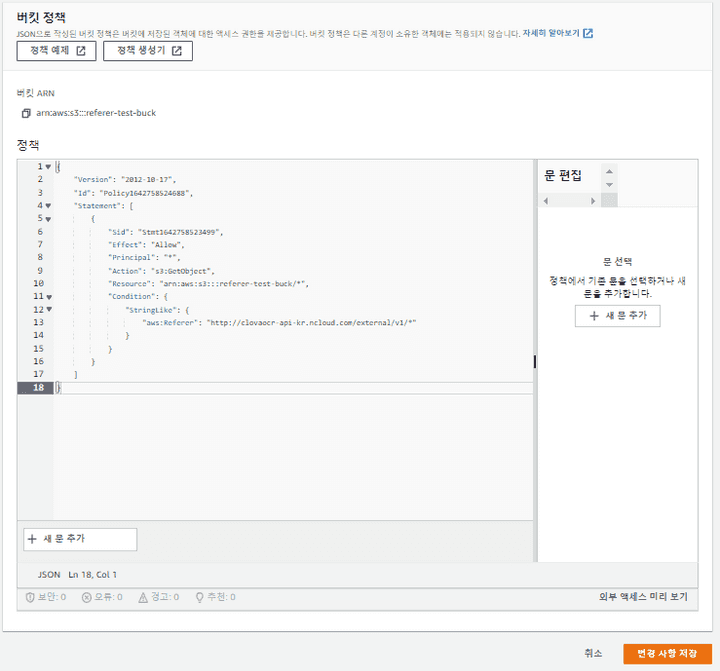 버킷 정책
JSON으로 작성된 버킷 정책은 버킷에 저장된 객체에 대한 액세스 권한을 제공합니다. 버킷 정책은 다른 계정이 소유한 객체에는 적용되지 않습니다. 자세히 알아보기
정책 예제 정책 생성기
버킷 ARN
arn:aws:s3:::referer-test-buck
정책
1 {
2 "Version": "2012-10-17",
3 "Id": "Policy1642758524688",
4 "Statement": [
5 {
6 "Sid": "Stmt1642758523499",
7 "Effect": "Allow",
8 "Principal": "*",
9 "Action": "s3:GetObject",
10 "Resource": "arn:aws:s3:::referer-test-buck/*",
11 "Condition": {
12 "StringLike": {
13 "aws:Referer": "http://clovaocr-api-kr.ncloud.com/external/v1/*"
14 }
15 }
16 }
17 ]
18 }
문 편집
문 선택
정책에서 기존 문을 선택하거나 새
문을 추가합니다.
+ 새 문 추가
+ 새 문 추가
JSON Ln 18, Col 1
보안: 0 오류: 0 경고: 0 추천: 0 외부 액세스 미리 보기
취소 변경 사항 저장